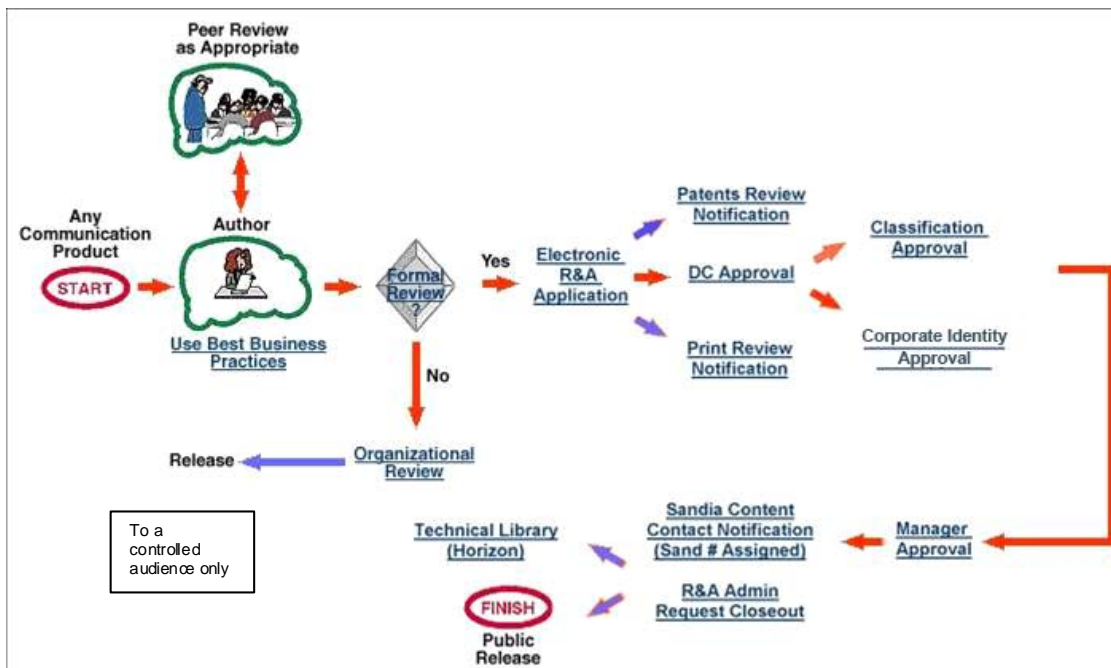 Peer Review
as Appropriate
Any
Communication
Product
START
Author
Use Best Business
Practices
Formal
Review
?
Yes
No
Electronic
R&A
Application
Patents Review
Notification
DC Approval
Print Review
Notification
Classification
Approval
Corporate Identity
Approval
Organizational
Review
Release
To a
controlled
audience only
Manager
Approval
Sandia Content
Contact Notification
(Sand # Assigned)
R&A Admin
Request Closeout
Technical Library
(Horizon)
FINISH
Public
Release